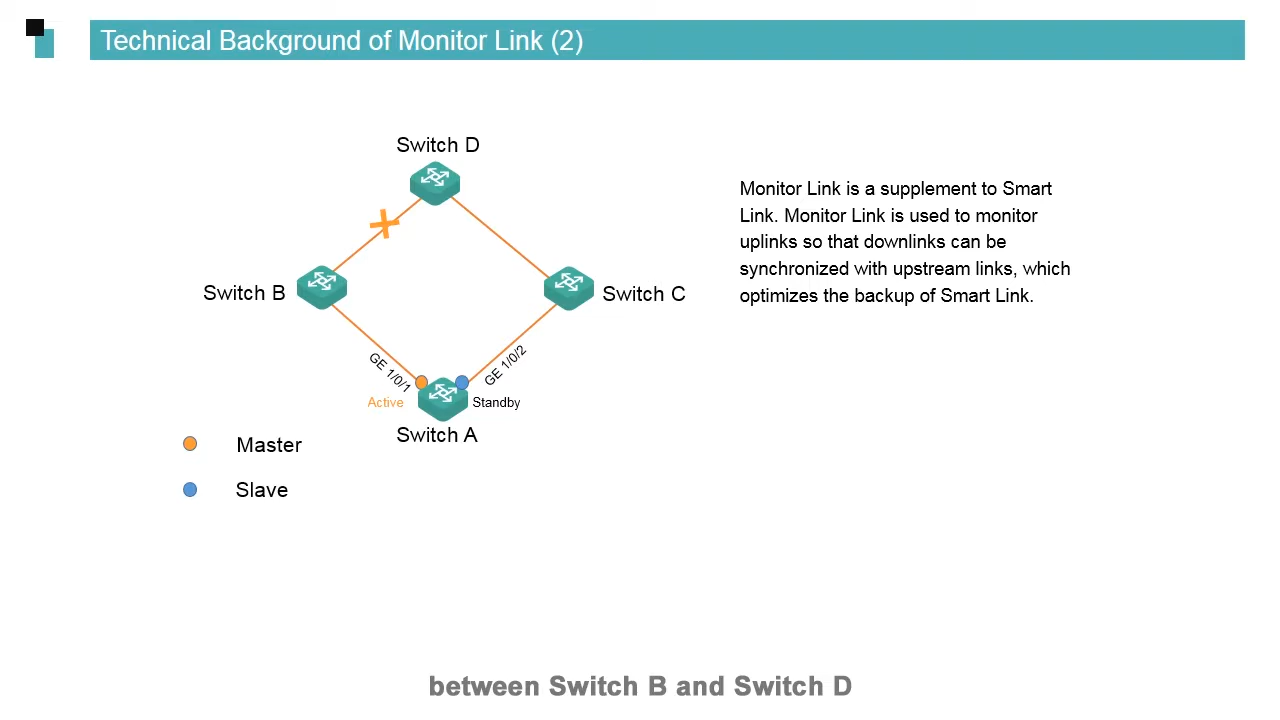 Technical Background of Monitor Link (2)
Switch D
Monitor Link is a supplement to Smart
Link. Monitor Link is used to monitor
uplinks so that downlinks can be
synchronized with upstream links, which
optimizes the backup of Smart Link.
Switch B
Switch C
GE 1/0/1
GE 1/0/2
Active
Standby
Switch A
Master
Slave
between Switch B and Switch D